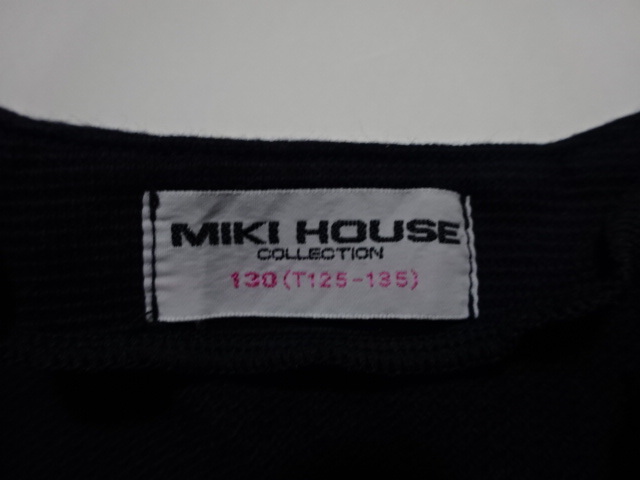 MIKI HOUSE
COLLECTION
130(T125-135)